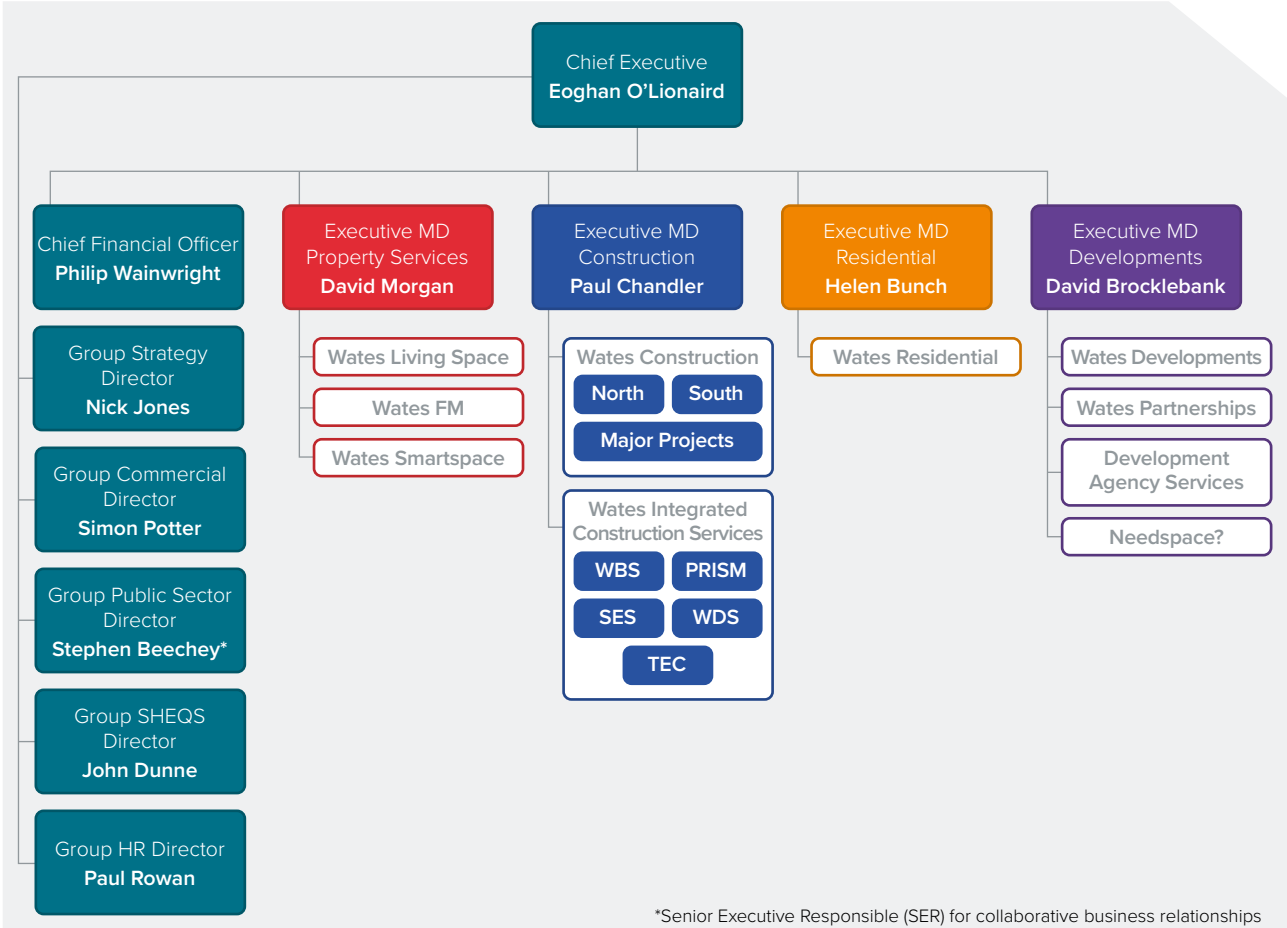 Chief Executive
Eoghan O'Lionaird
Chief Financial Officer
Philip Wainwright
Group Strategy
Director
Nick Jones
Group Commercial
Director
Simon Potter
Group Public Sector
Director
Stephen Beechey*
Group SHEQS
Director
John Dunne
Group HR Director
Paul Rowan
Executive MD
Property Services
David Morgan
Wates Living Space
Wates FM
Wates Smartspace
Executive MD
Construction
Paul Chandler
Wates Construction
North South
Major Projects
Wates Integrated
Construction Services
WBS PRISM
SES WDS
TEC
Executive MD
Residential
Helen Bunch
Wates Residential
Executive MD
Developments
David Brocklebank
Wates Developments
Wates Partnerships
Development
Agency Services
Needspace?
*Senior Executive Responsible (SER) for collaborative business relationships